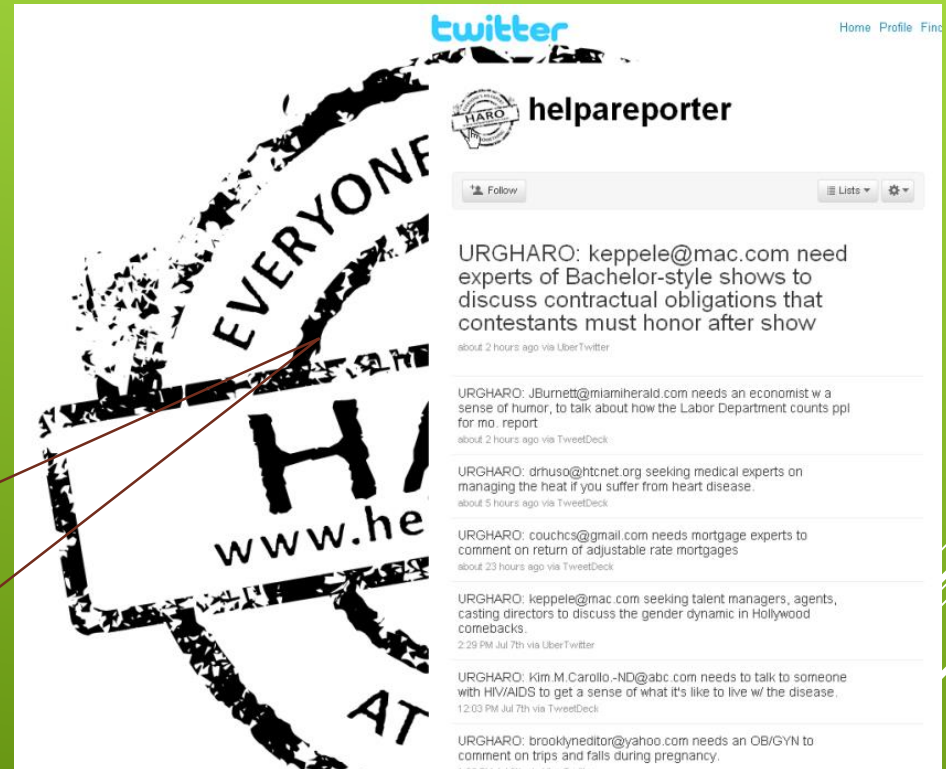 twitter
Home Profile Find
helpareporter
HARO
Follow
Lists
URGHARO: keppele@mac.com need
experts of Bachelor-style shows to
discuss contractual obligations that
contestants must honor after show
about 2 hours ago via UberTwitter
URGHARO: JBurnett@miamiherald.com needs an economist w a
sense of humor, to talk about how the Labor Department counts ppl
for mo. report
about 2 hours ago via TweetDeck
URGHARO: drhuso@htcnet.org seeking medical experts on
managing the heat if you suffer from heart disease.
about 5 hours ago via TweetDeck
URGHARO: couchcs@gmail.com needs mortgage experts to
comment on return of adjustable rate mortgages
about 23 hours ago via TweetDeck
URGHARO: keppele@mac.com seeking talent managers, agents,
casting directors to discuss the gender dynamic in Hollywood
comebacks.
2:29 PM Jul 7th via UberTwitter
URGHARO: Kim.M.Carollo.-ND@abc.com needs to talk to someone
with HIV/AIDS to get a sense of what it's like to live w/ the disease.
12:03 PM Jul 7th via TweetDeck
URGHARO: brooklyneditor@yahoo.com needs an OB/GYN to
comment on trips and falls during pregnancy.
EVERYONE
HA
www.he
AT